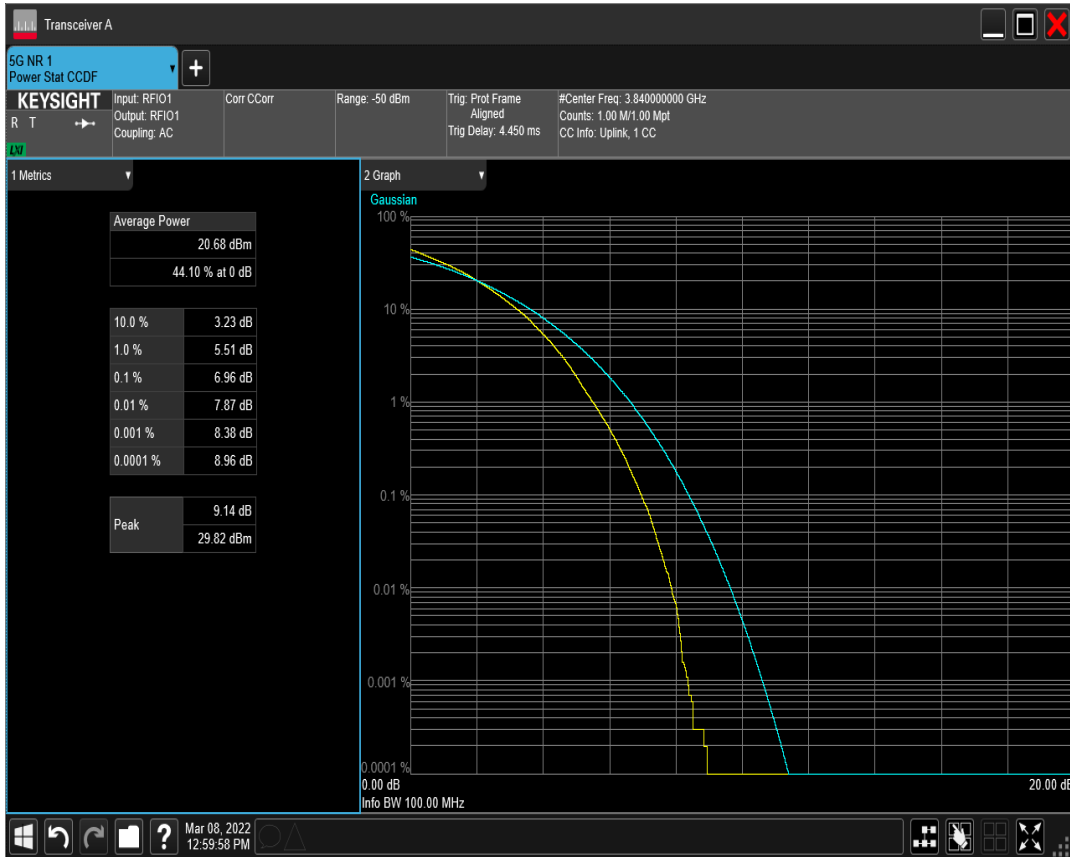 Transceiver A
5G NR 1
Power Stat CCDF
+
KEYSIGHT
R T
LXI
Input: RFIO1
Output: RFIO1
Coupling: AC
Corr CCorr
Range: -50 dBm
Trig: Prot Frame
Aligned
Trig Delay: 4.450 ms
#Center Freq: 3.840000000 GHz
Counts: 1.00 M/1.00 Mpt
CC Info: Uplink, 1 CC
1 Metrics
Average Power
20.68 dBm
44.10 % at 0 dB
10.0 % 3.23 dB
1.0 % 5.51 dB
0.1 % 6.96 dB
0.01 % 7.87 dB
0.001 % 8.38 dB
0.0001 % 8.96 dB
Peak
9.14 dB
29.82 dBm
2 Graph
Gaussian
100 %
10 %
1 %
0.1 %
0.01 %
0.001 %
0.0001 %
0.00 dB
20.00 dB
Info BW 100.00 MHz
?
Mar 08, 2022
12:59:58 PM